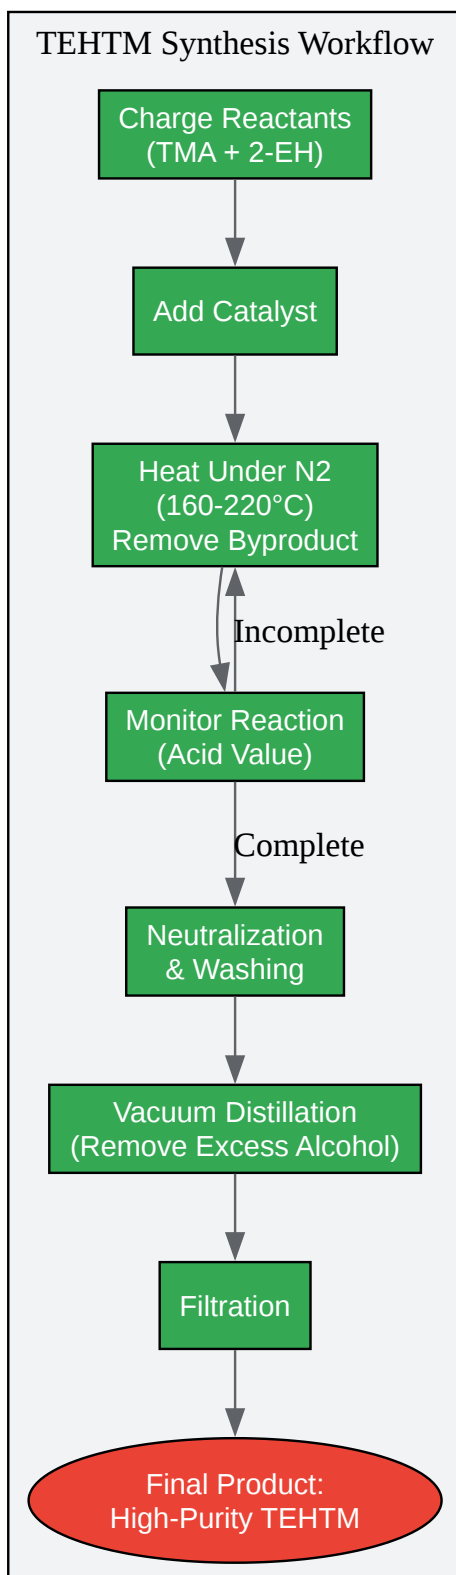 TEHTM Synthesis Workflow
Charge Reactants
(TMA + 2-EH)
Add Catalyst
Heat Under N2
(160-220°C)
Remove Byproduct
Incomplete
Monitor Reaction
(Acid Value)
Complete
Neutralization
& Washing
Vacuum Distillation
(Remove Excess Alcohol)
Filtration
Final Product:
High-Purity TEHTM